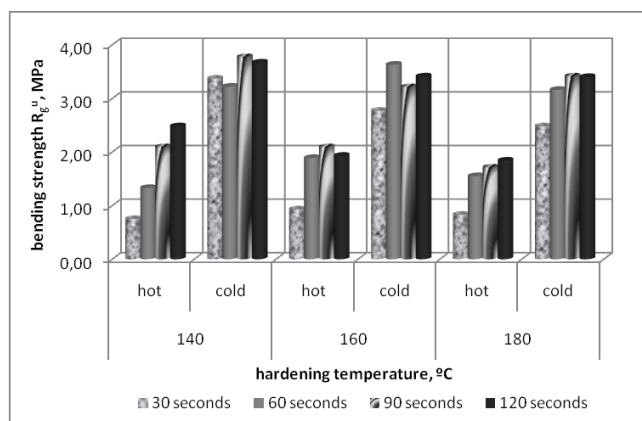 bending strength Rgᵘ, MPa
4,00
3,00
2,00
1,00
0,00
hot cold hot cold hot cold
140 160 180
hardening temperature, ºC
30 seconds 60 seconds 90 seconds 120 seconds